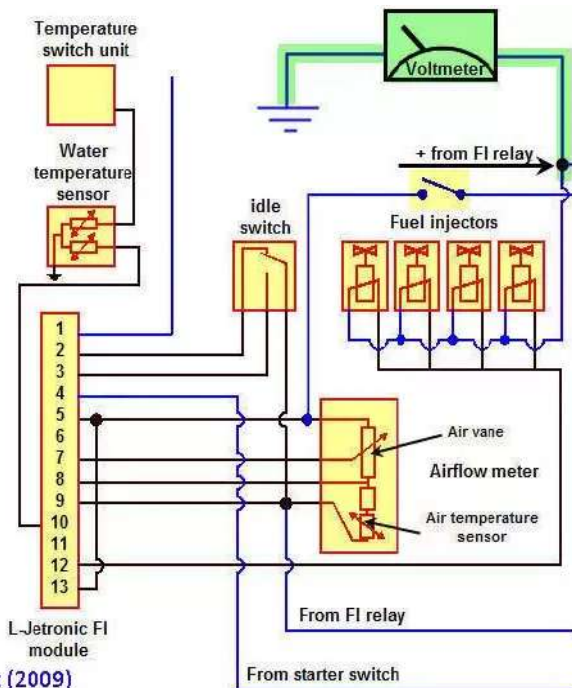 Temperature
switch unit
Voltmeter
Water
temperature
sensor
+ from FI relay
idle
switch
Fuel injectors
1
2
3
4
5
6
7
8
9
10
11
12
13
Air vane
Airflow meter
Air temperature
sensor
L-Jetronic FI
module
From FI relay
From starter switch
(2009)